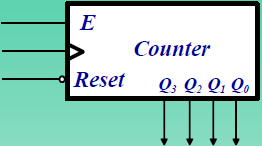 E
Counter
Reset Q₃ Q₂ Q₁ Q₀